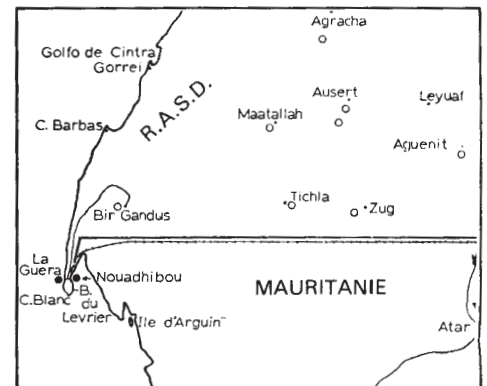 Agracha
Golfo de Cintra
Gorrei
Ausert
Leyuaf
Maatallah
C. Barbas
R.A.S.D.
Aguenit
Tichla
Bir Gandus
Zug
La
Guera
Nouadhibou
C.Blanc
B.
du
Levrier
MAURITANIE
Ile d'Arguin
Atar